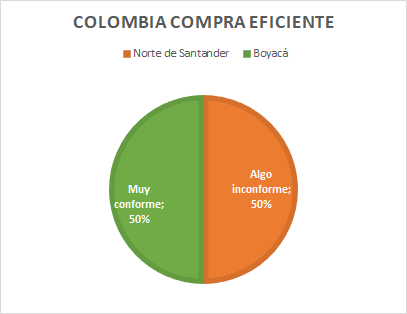 COLOMBIA COMPRA EFICIENTE
Norte de Santander Boyacá
Algo
inconforme;
50%
Muy
conforme;
50%